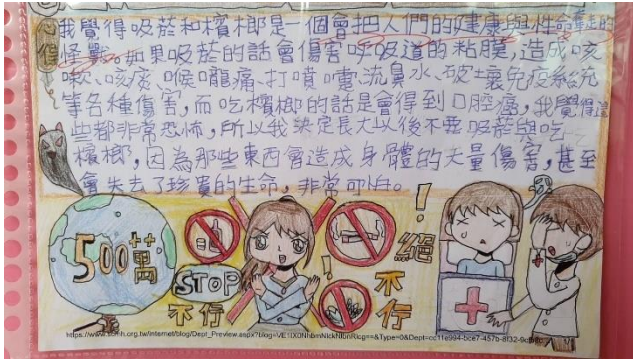 心得
我覺得吸菸和檳榔是一個會把人們的健康與性命奪走的
怪獸。如果吸菸的話會傷害呼吸道的粘膜,造成咳
嗽、咳痰、喉嚨痛、打噴嚏、流鼻水、破壞免疫系統
等各種傷害,而吃檳榔的話是會得到口腔癌,我覺得這
些都非常恐怖,所以我決定長大以後不要吸菸與吃
檳榔,因為那些東西會造成身體的大量傷害,甚至
會失去了珍貴的生命,非常可怕。
500萬
STOP
不行
!
!
絕
不
行